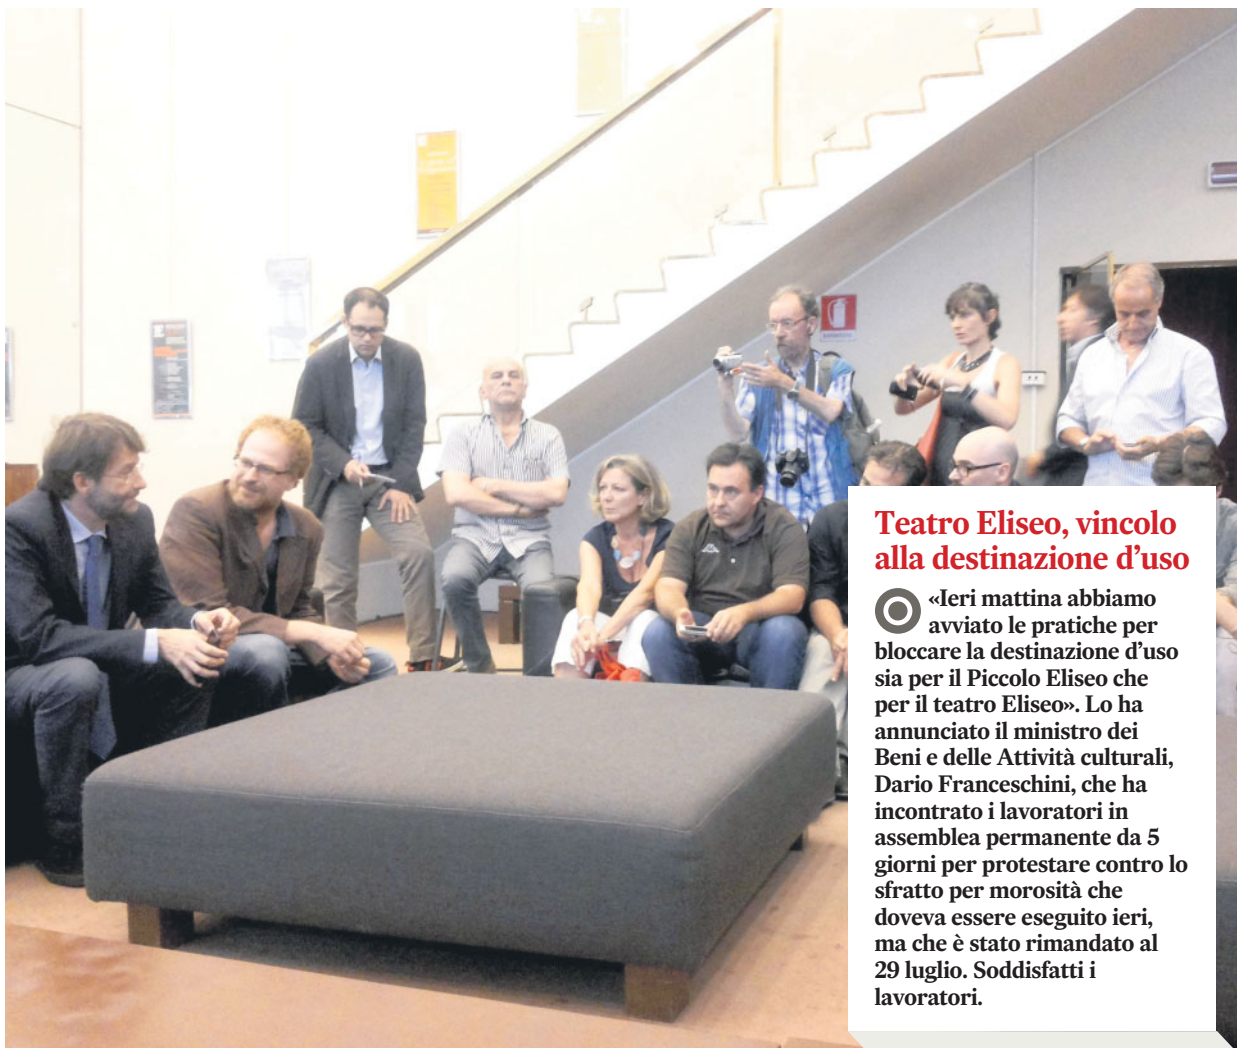 Teatro Eliseo, vincolo
alla destinazione d'uso
«Ieri mattina abbiamo
avviato le pratiche per
bloccare la destinazione d'uso
sia per il Piccolo Eliseo che
per il teatro Eliseo». Lo ha
annunciato il ministro dei
Beni e delle Attività culturali,
Dario Franceschini, che ha
incontrato i lavoratori in
assemblea permanente da 5
giorni per protestare contro lo
sfratto per morosità che
doveva essere eseguito ieri,
ma che è stato rimandato al
29 luglio. Soddisfatti i
lavoratori.